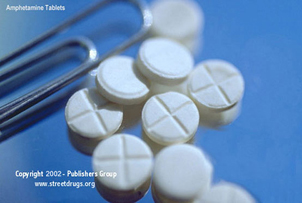 Amphetamine Tablets
Copyright 2002 - Publishers Group
www.streetdrugs.org